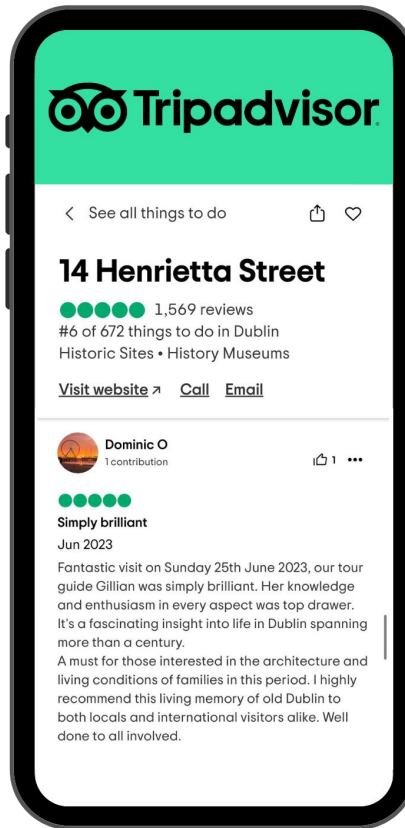 Tripadvisor
See all things to do
14 Henrietta Street
1,569 reviews
#6 of 672 things to do in Dublin
Historic Sites • History Museums
Visit website Call Email
Dominic O
1 contribution
1
Simply brilliant
Jun 2023
Fantastic visit on Sunday 25th June 2023, our tour
guide Gillian was simply brilliant. Her knowledge
and enthusiasm in every aspect was top drawer.
It's a fascinating insight into life in Dublin spanning
more than a century.
A must for those interested in the architecture and
living conditions of families in this period. I highly
recommend this living memory of old Dublin to
both locals and international visitors alike. Well
done to all involved.